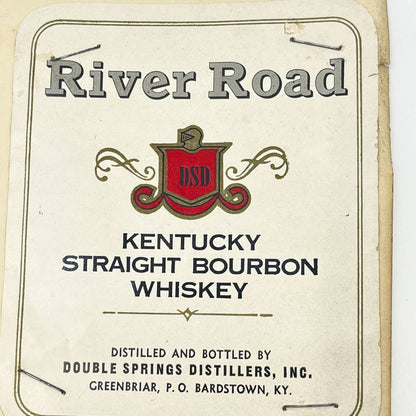 River Road
DSD
KENTUCKY
STRAIGHT BOURBON
WHISKEY
DISTILLED AND BOTTLED BY
DOUBLE SPRINGS DISTILLERS, INC.
GREENBRIAR, P. O. BARDSTOWN, KY.